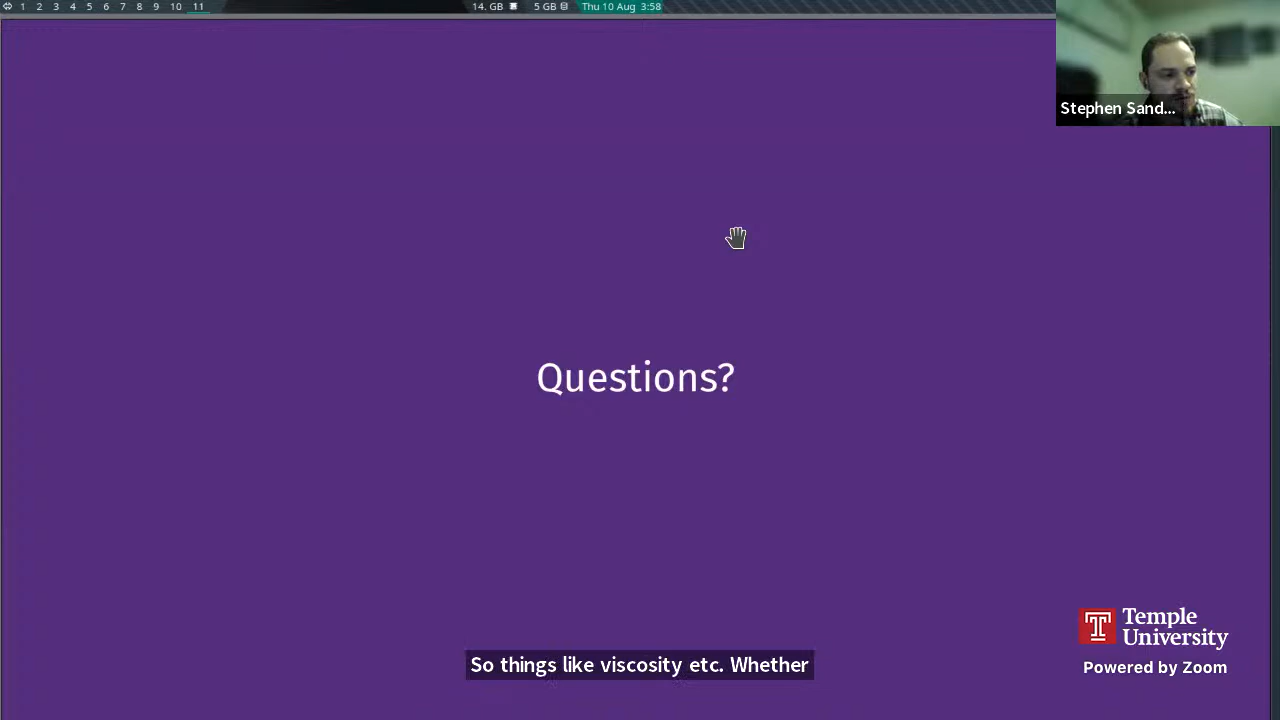 1 2 3 4 5 6 7 8 9 10 11 14. GB 5 GB Thu 10 Aug 3:58
Stephen Sand...
Questions?
Temple
University
Powered by Zoom
So things like viscosity etc. Whether